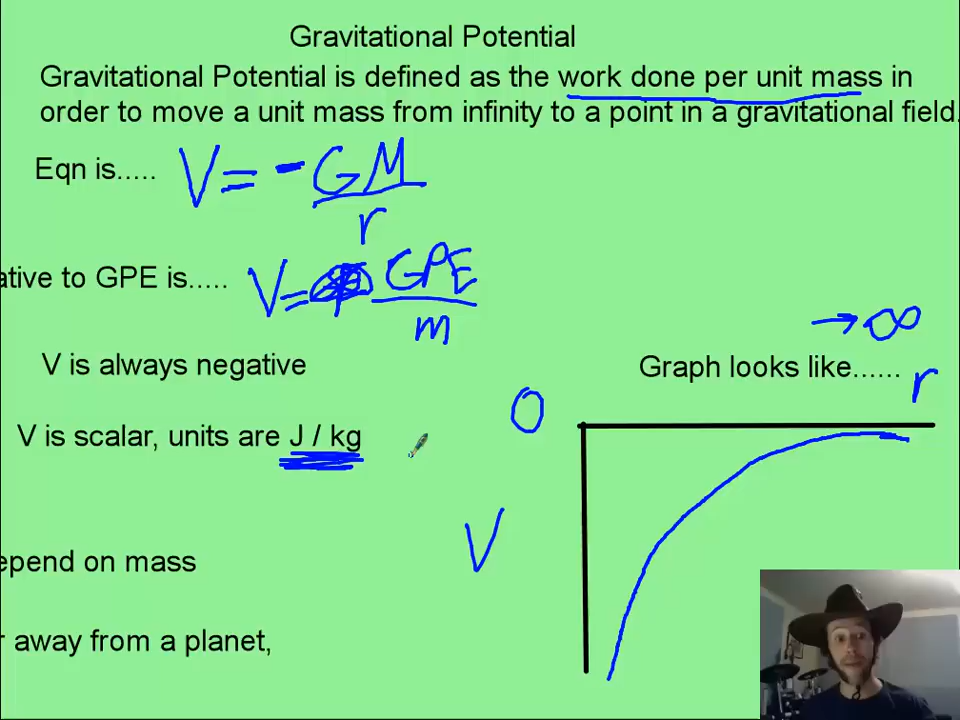 Gravitational Potential
Gravitational Potential is defined as the work done per unit mass in
order to move a unit mass from infinity to a point in a gravitational field.
Eqn is..... V = - GM
r
ative to GPE is..... V = GPE
m
→ ∞
V is always negative
Graph looks like...... r
V is scalar, units are J / kg
0
V
epend on mass
r away from a planet,